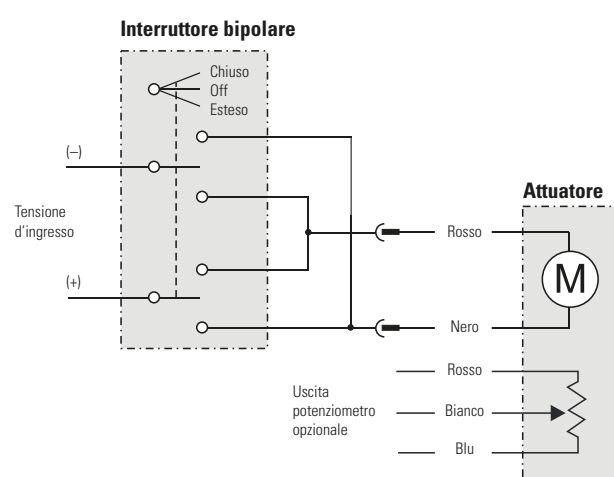 Interruttore bipolare
Chiuso
Off
Esteso
(–)
Tensione
d'ingresso
(+)
Attuatore
Rosso
M
Nero
Rosso
Uscita
potenziometro
opzionale
Bianco
Blu